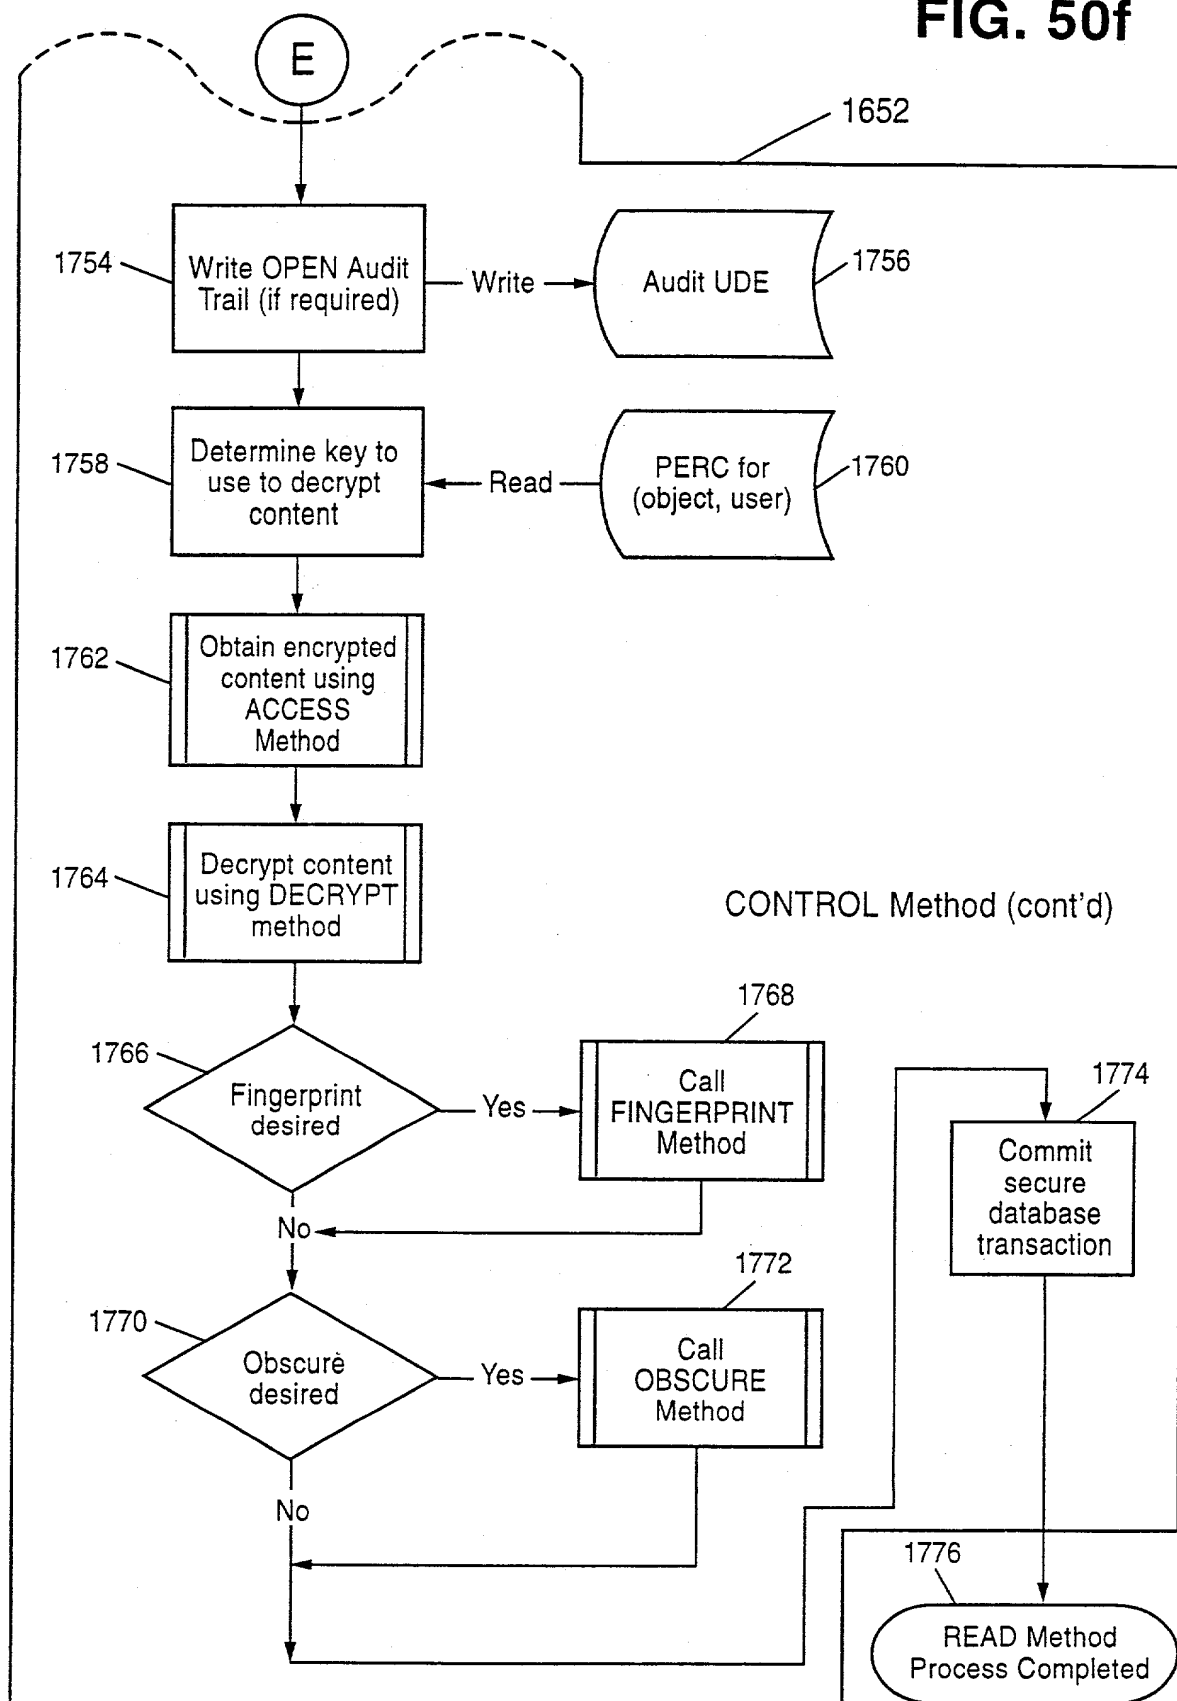 FIG. 50f
E
1652
1754
Write OPEN Audit
Trail (if required)
Write
Audit UDE
1756
1758
Determine key to
use to decrypt
content
Read
PERC for
(object, user)
1760
1762
Obtain encrypted
content using
ACCESS
Method
1764
Decrypt content
using DECRYPT
method
CONTROL Method (cont'd)
1766
Fingerprint
desired
Yes
1768
Call
FINGERPRINT
Method
No
1770
Obscure
desired
Yes
1772
Call
OBSCURE
Method
No
1774
Commit
secure
database
transaction
1776
READ Method
Process Completed